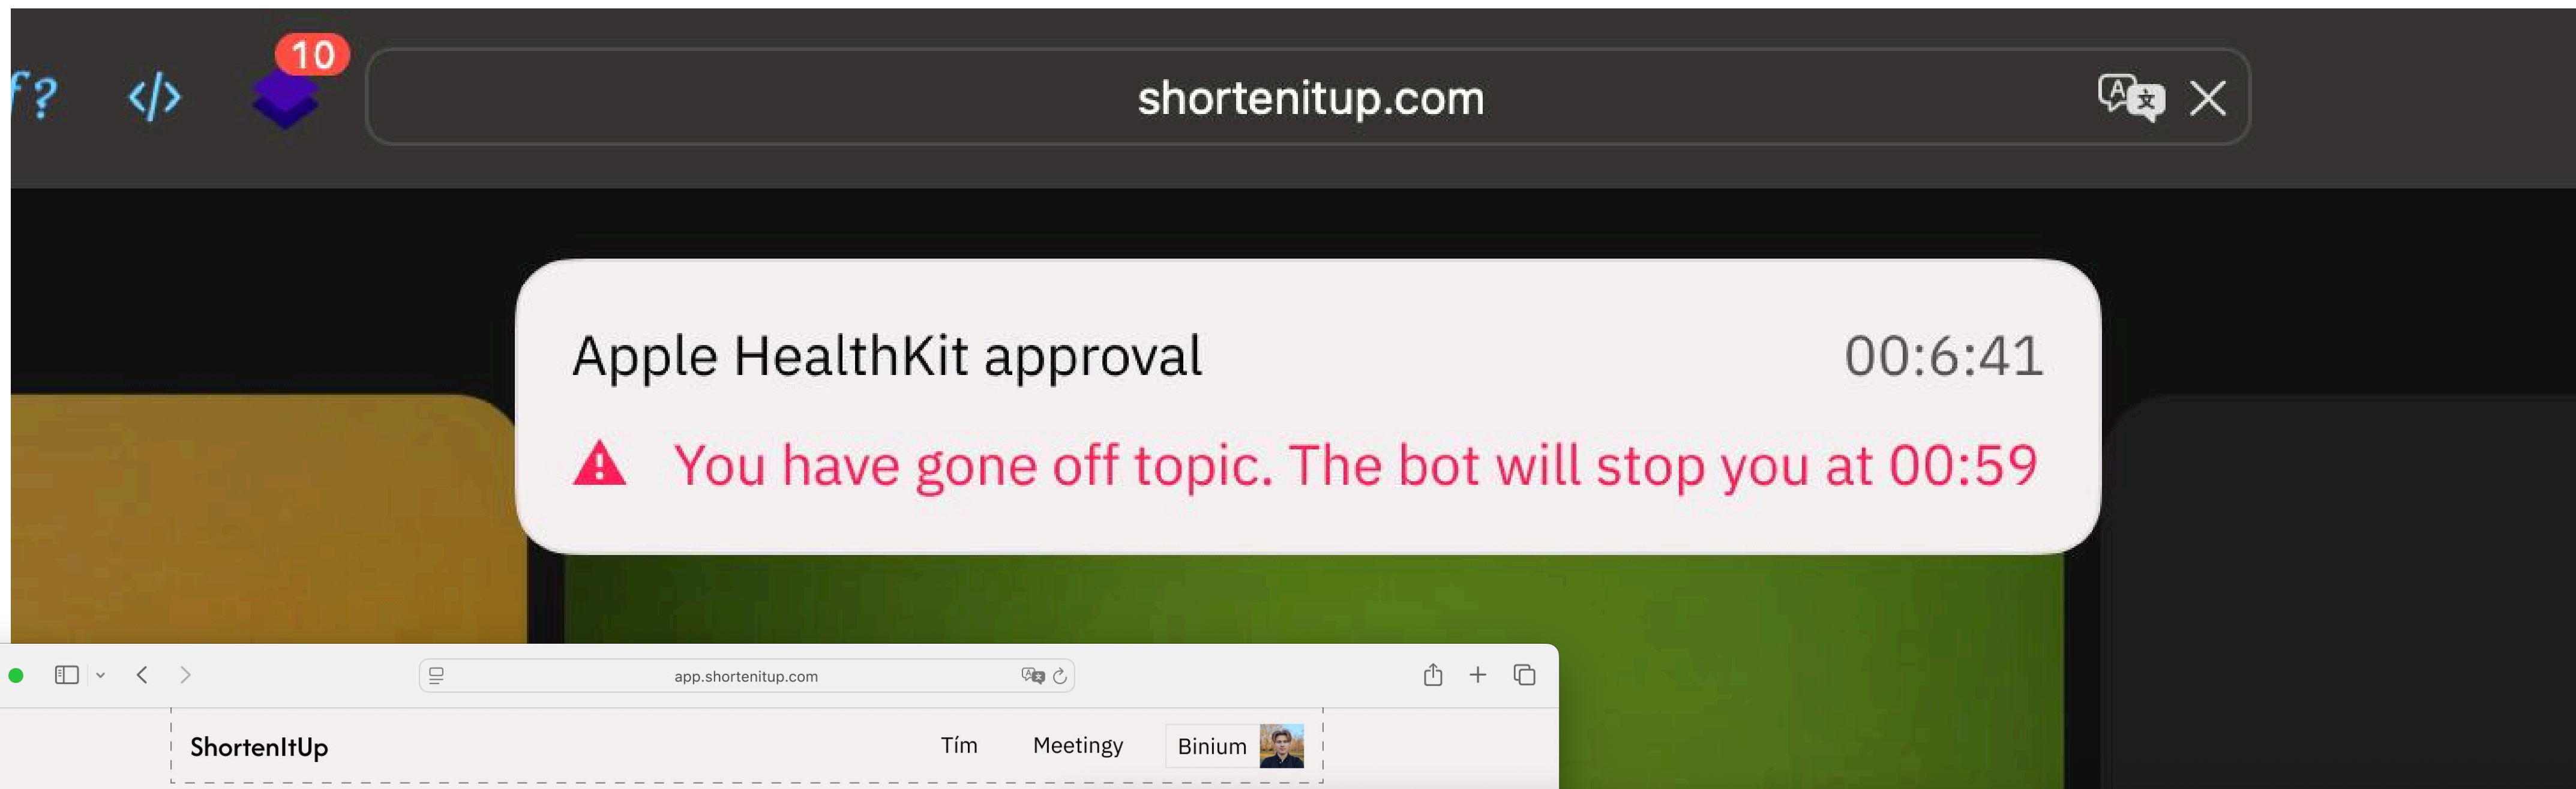 f?
</>
10
shortenitup.com
Apple HealthKit approval
00:6:41
You have gone off topic. The bot will stop you at 00:59
app.shortenitup.com
ShortenItUp
Tím
Meetingy
Binium